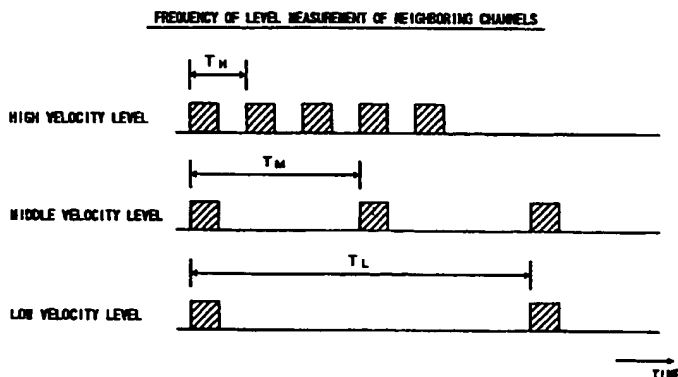 FREQUENCY OF LEVEL MEASUREMENT OF NEIGHBORING CHANNELS
TH
HIGH VELOCITY LEVEL
TM
MIDDLE VELOCITY LEVEL
TL
LOW VELOCITY LEVEL
TIME